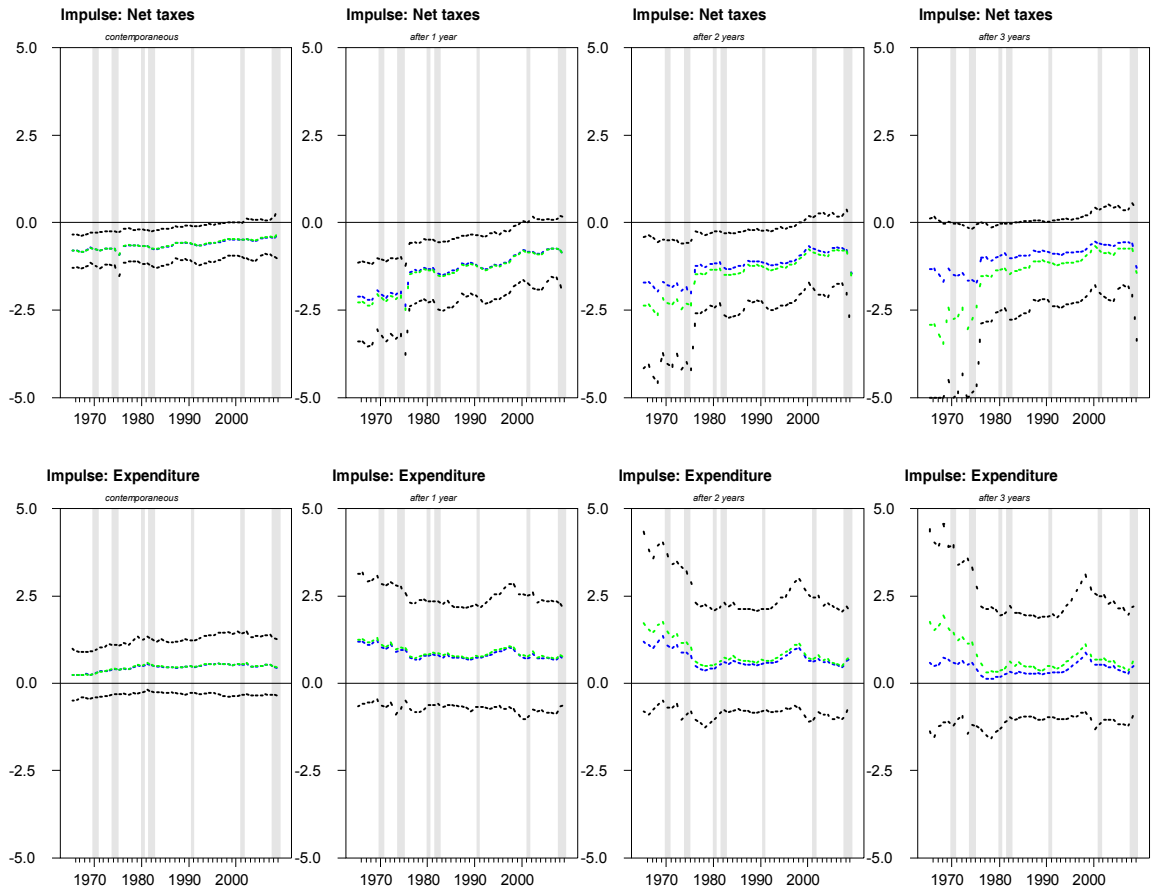 Impulse: Net taxes Impulse: Net taxes Impulse: Net taxes Impulse: Net taxes
contemporaneous after 1 year after 2 years after 3 years
5.0 5.0 5.0 5.0
2.5 2.5 2.5 2.5
0.0 0.0 0.0 0.0
-2.5 -2.5 -2.5 -2.5
-5.0 -5.0 -5.0 -5.0
1970 1980 1990 2000 1970 1980 1990 2000 1970 1980 1990 2000 1970 1980 1990 2000
Impulse: Expenditure Impulse: Expenditure Impulse: Expenditure Impulse: Expenditure
contemporaneous after 1 year after 2 years after 3 years
5.0 5.0 5.0 5.0
2.5 2.5 2.5 2.5
0.0 0.0 0.0 0.0
-2.5 -2.5 -2.5 -2.5
-5.0 -5.0 -5.0 -5.0
1970 1980 1990 2000 1970 1980 1990 2000 1970 1980 1990 2000 1970 1980 1990 2000